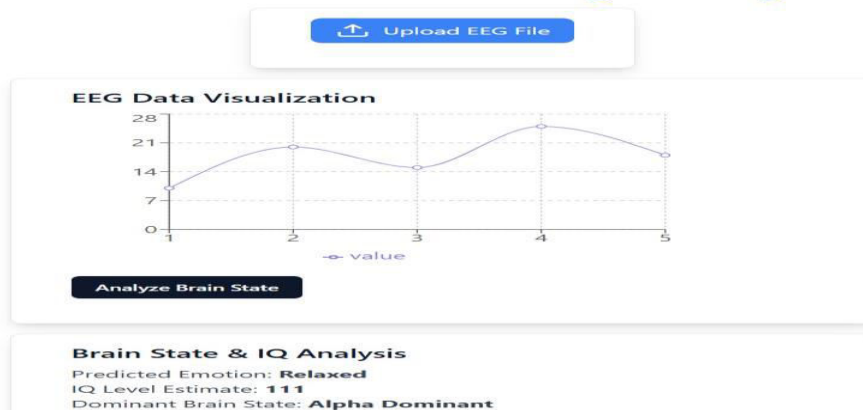 Upload EEG File
EEG Data Visualization
28
21
14
7
0
1 2 3 4 5
value
Analyze Brain State
Brain State & IQ Analysis
Predicted Emotion: Relaxed
IQ Level Estimate: 111
Dominant Brain State: Alpha Dominant